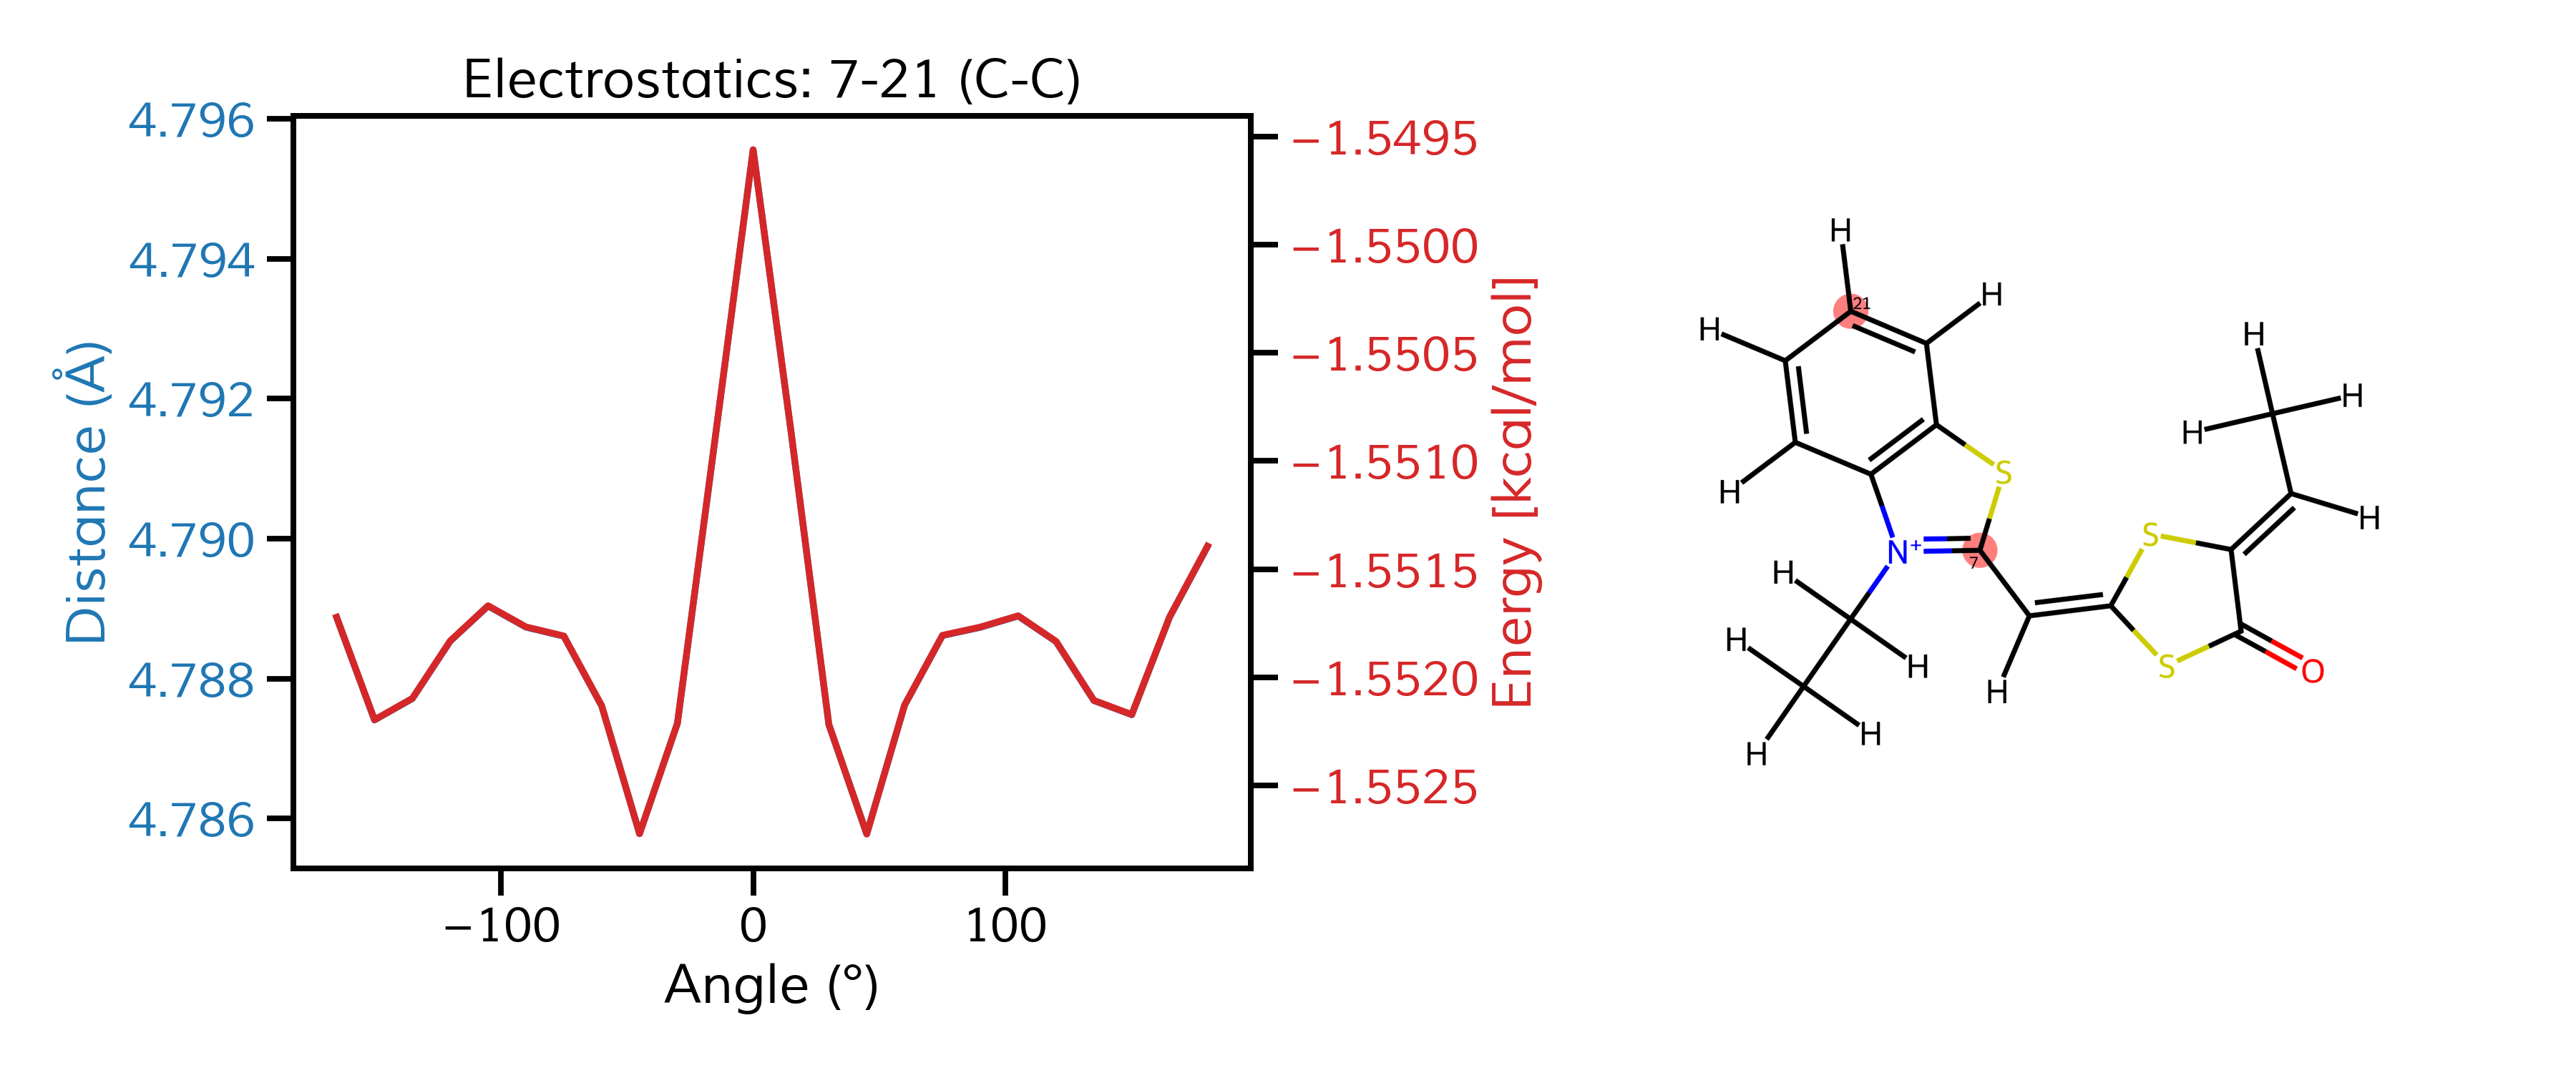 Electrostatics: 7-21 (C-C)
4.796
4.794
4.792
4.790
4.788
4.786
Distance (Å)
−1.5495
−1.5500
−1.5505
−1.5510
−1.5515
−1.5520
−1.5525
Energy [kcal/mol]
−100
0
100
Angle (°)
H
H
21
H
H
H
H
H
S
H
H
S
N+
7
H
H
H
S
O
H
H
H